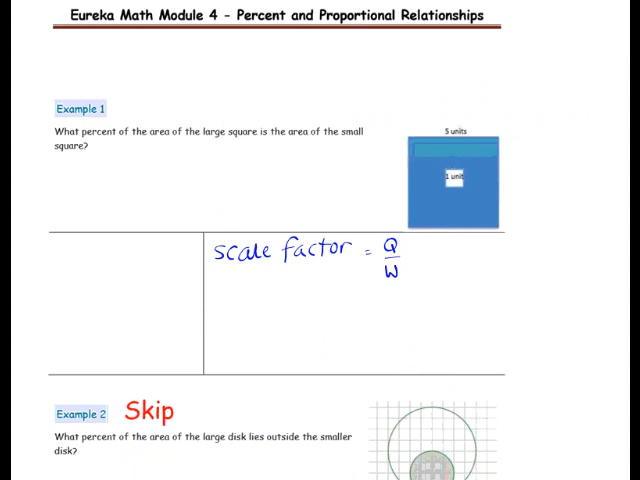 Eureka Math Module 4 - Percent and Proportional Relationships
Example 1
What percent of the area of the large square is the area of the small
square?
5 units
1 unit
scale factor = Q
W
Example 2 Skip
What percent of the area of the large disk lies outside the smaller
disk?